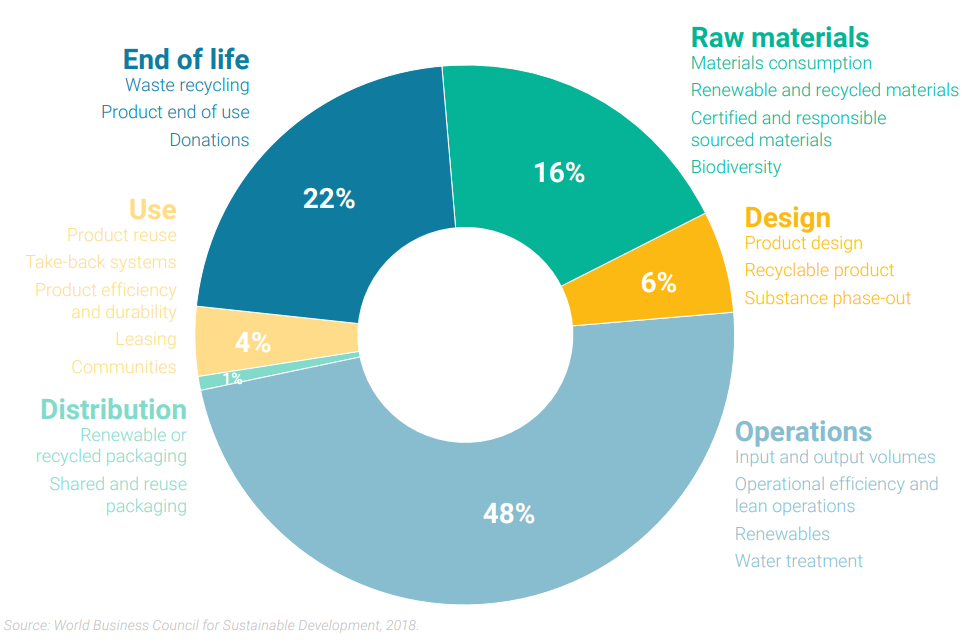 End of life
Waste recycling
Product end of use
Donations
Raw materials
Materials consumption
Renewable and recycled materials
Certified and responsible
sourced materials
Biodiversity
22%
16%
Use
Product reuse
Take-back systems
Product efficiency
and durability
Leasing
Communities
Design
Product design
Recyclable product
Substance phase-out
6%
4%
1%
Distribution
Renewable or
recycled packaging
Shared and reuse
packaging
Operations
Input and output volumes
Operational efficiency and
lean operations
Renewables
Water treatment
48%
Source: World Business Council for Sustainable Development, 2018.